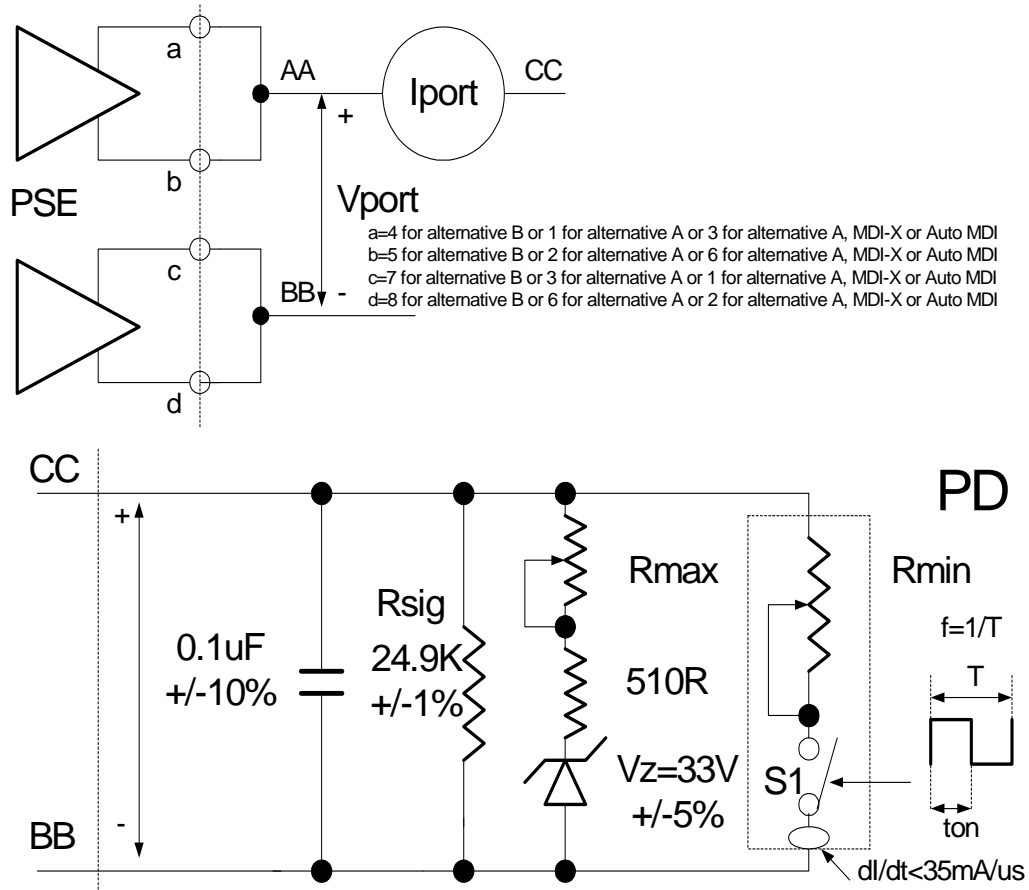 a
AA
CC
Iport
+
b
PSE
Vport
a=4 for alternative B or 1 for alternative A or 3 for alternative A, MDI-X or Auto MDI
b=5 for alternative B or 2 for alternative A or 6 for alternative A, MDI-X or Auto MDI
c
c=7 for alternative B or 3 for alternative A or 1 for alternative A, MDI-X or Auto MDI
BB
-
d=8 for alternative B or 6 for alternative A or 2 for alternative A, MDI-X or Auto MDI
d
CC
PD
+
Rmax
Rmin
Rsig
f=1/T
0.1uF
24.9K
T
+/-10%
+/-1%
510R
Vz=33V
S1
+/-5%
-
ton
BB
dI/dt<35mA/us